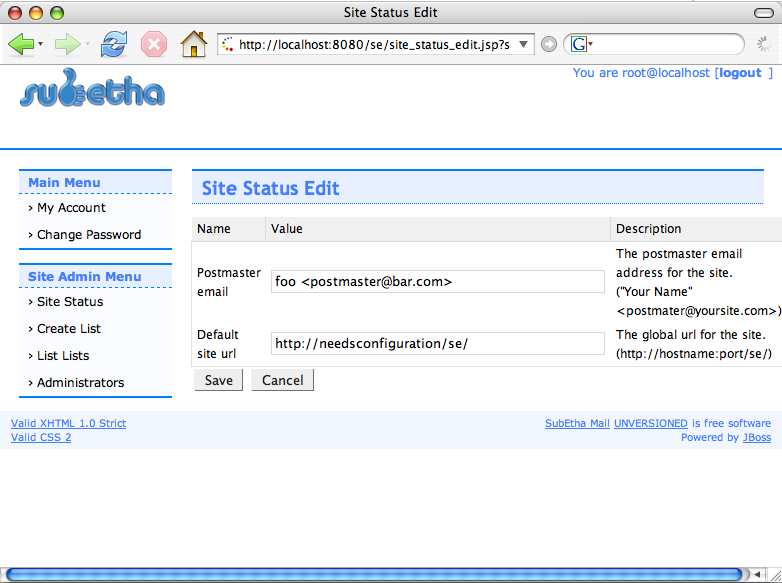 Site Status Edit
http://localhost:8080/se/site_status_edit.jsp?s
G
subetha
You are root@localhost [logout ]
Main Menu
› My Account
› Change Password
Site Admin Menu
› Site Status
› Create List
› List Lists
› Administrators
Site Status Edit
Name Value Description
Postmaster
email
foo <postmaster@bar.com>
The postmaster email
address for the site.
("Your Name"
<postmater@yoursite.com>)
Default
site url
http://needsconfiguration/se/
The global url for the site.
(http://hostname:port/se/)
Save Cancel
Valid XHTML 1.0 Strict
Valid CSS 2
SubEtha Mail UNVERSIONED is free software
Powered by JBoss